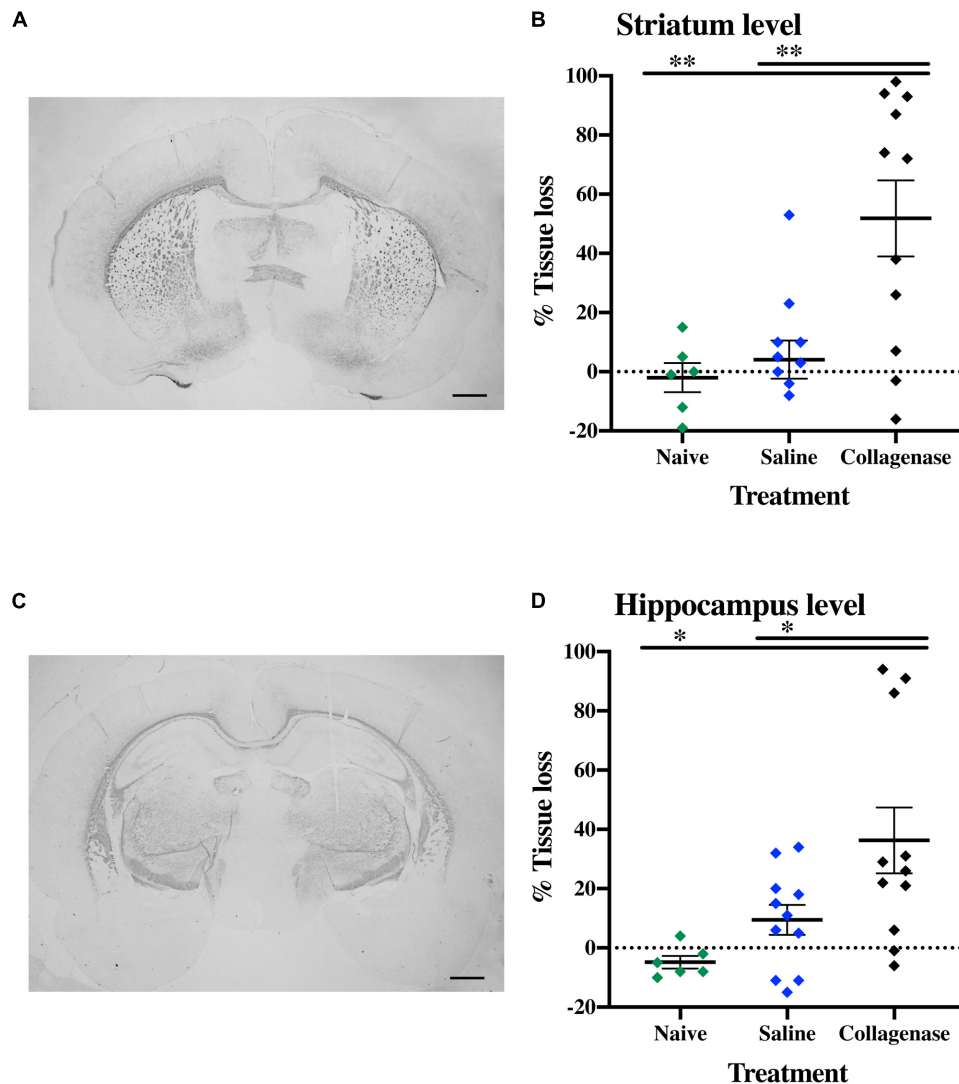 A
B
Striatum level
**
**
100
80
60
40
20
0
-20
% Tissue loss
Naive
Saline
Collagenase
Treatment
C
D
Hippocampus level
*
*
100
80
60
40
20
0
-20
% Tissue loss
Naive
Saline
Collagenase
Treatment